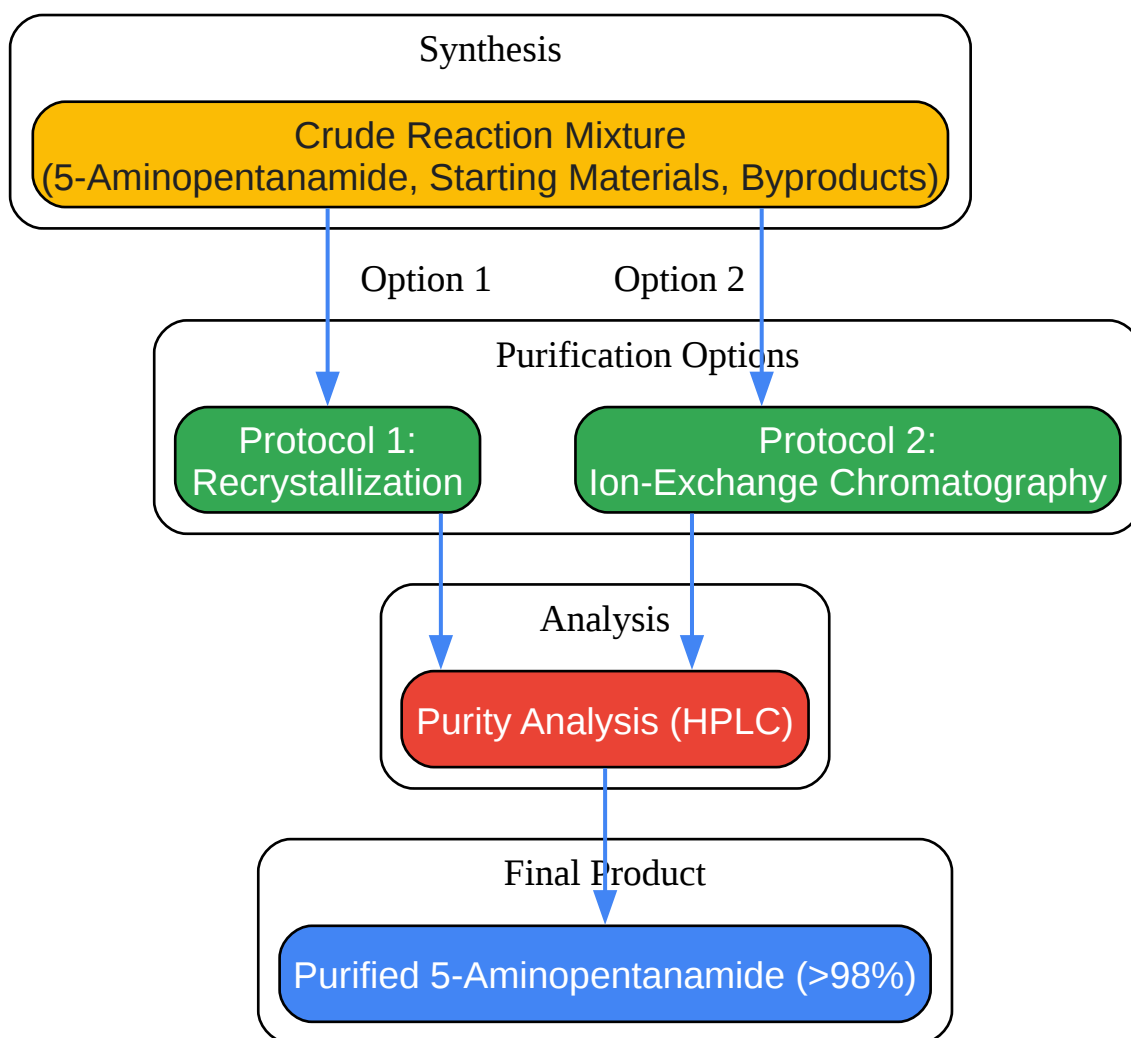 Synthesis
Crude Reaction Mixture
(5-Aminopentanamide, Starting Materials, Byproducts)
Option 1
Option 2
Purification Options
Protocol 1:
Recrystallization
Protocol 2:
Ion-Exchange Chromatography
Analysis
Purity Analysis (HPLC)
Final Product
Purified 5-Aminopentanamide (>98%)